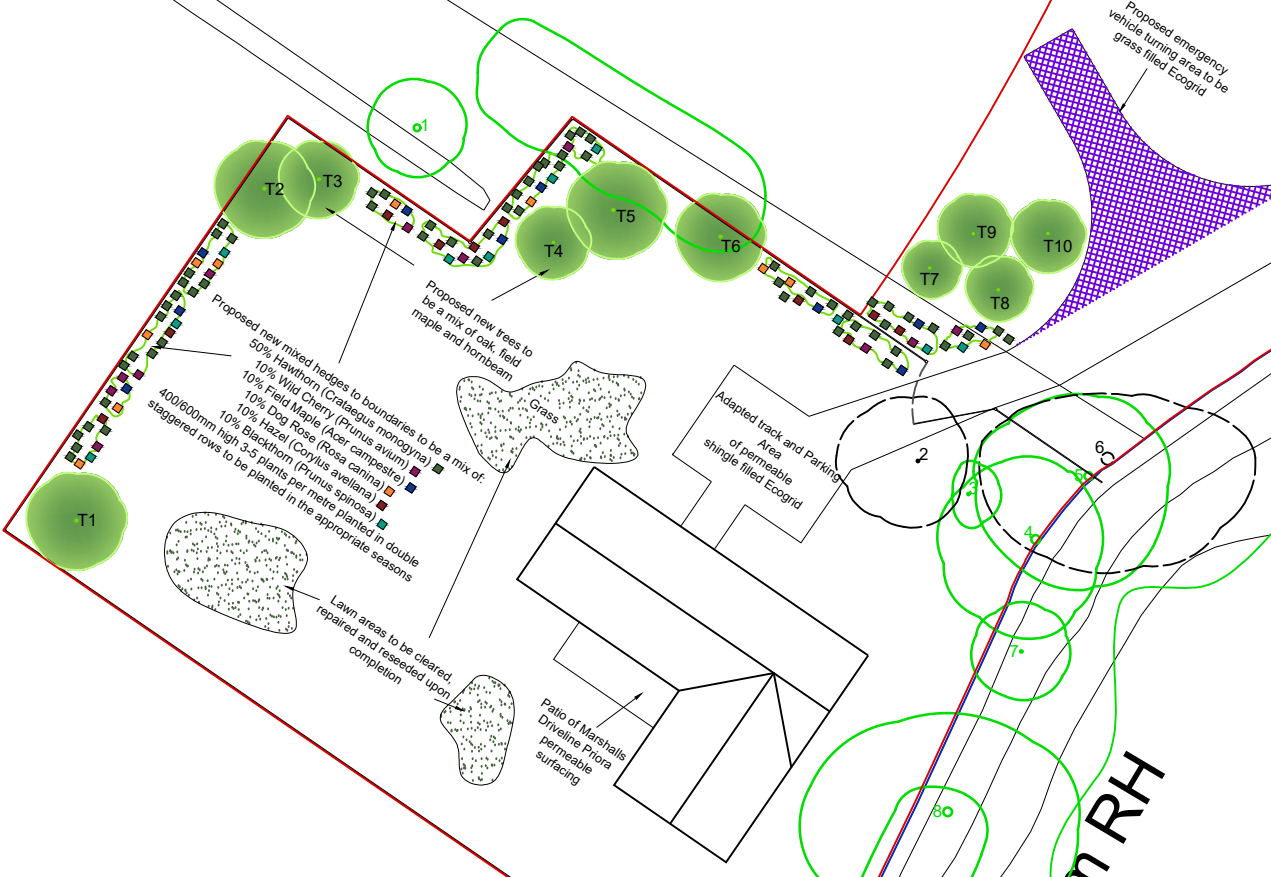 Proposed emergency
vehicle turning area to be
grass filled Ecogrid
1
T2
T3
T5
T4
T6
T9
T10
T7
T8
Proposed new trees to
be a mix of oak, field
maple and hornbeam
Proposed new mixed hedges to boundaries to be a mix of:
50% Hawthorn (Crataegus monogyna)
10% Wild Cherry (Prunus avium)
10% Field Maple (Acer campestre)
10% Dog Rose (Rosa canina)
10% Hazel (Corylus avellana)
10% Blackthorn (Prunus spinosa)
400/600mm high 3-5 plants per metre planted in double
staggered rows to be planted in the appropriate seasons
Grass
Adapted track and Parking
Area
of permeable
shingle filled Ecogrid
2
3
5
6
4
7
8
T1
Lawn areas to be cleared,
repaired and reseeded upon
completion
Patio of Marshalls
Driveline Priora
permeable
surfacing
m RH